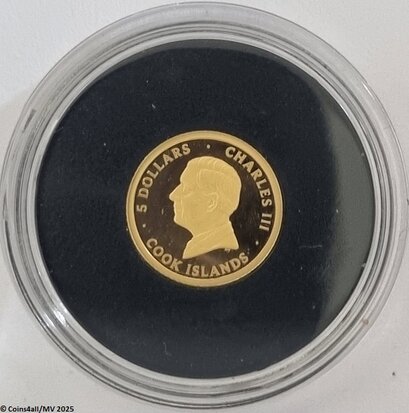 · 5 DOLLARS · CHARLES III ·
COOK ISLANDS
© Coins4all/MV 2025